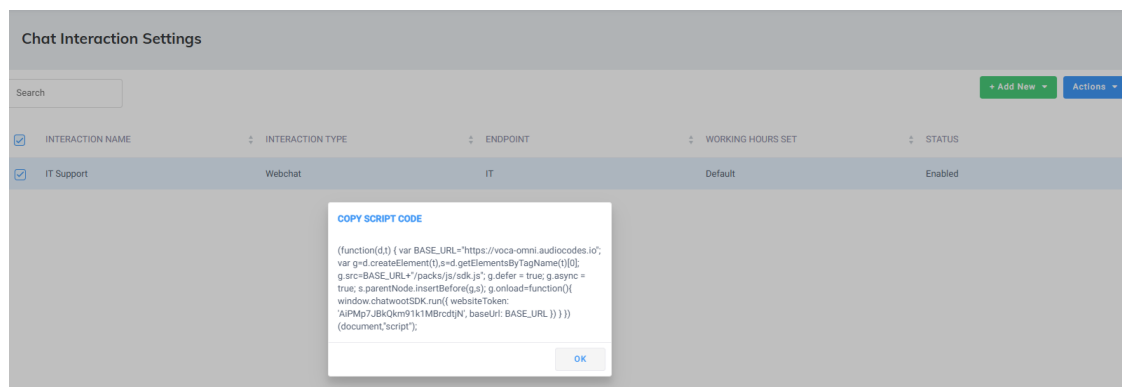 Chat Interaction Settings
Search
+ Add New
Actions
INTERACTION NAME INTERACTION TYPE ENDPOINT WORKING HOURS SET STATUS
IT Support Webchat IT Default Enabled
COPY SCRIPT CODE
(function(d,t) { var BASE_URL="https://voca-omni.audiocodes.io";
var g=d.createElement(t),s=d.getElementsByTagName(t)[0];
g.src=BASE_URL+"/packs/js/sdk.js"; g.defer = true; g.async =
true; s.parentNode.insertBefore(g,s); g.onload=function(){
window.chatwootSDK.run({ websiteToken:
'AiPMp7JBkQkm91k1MBrcdtjN', baseUrl: BASE_URL }) } })
(document,"script");
OK